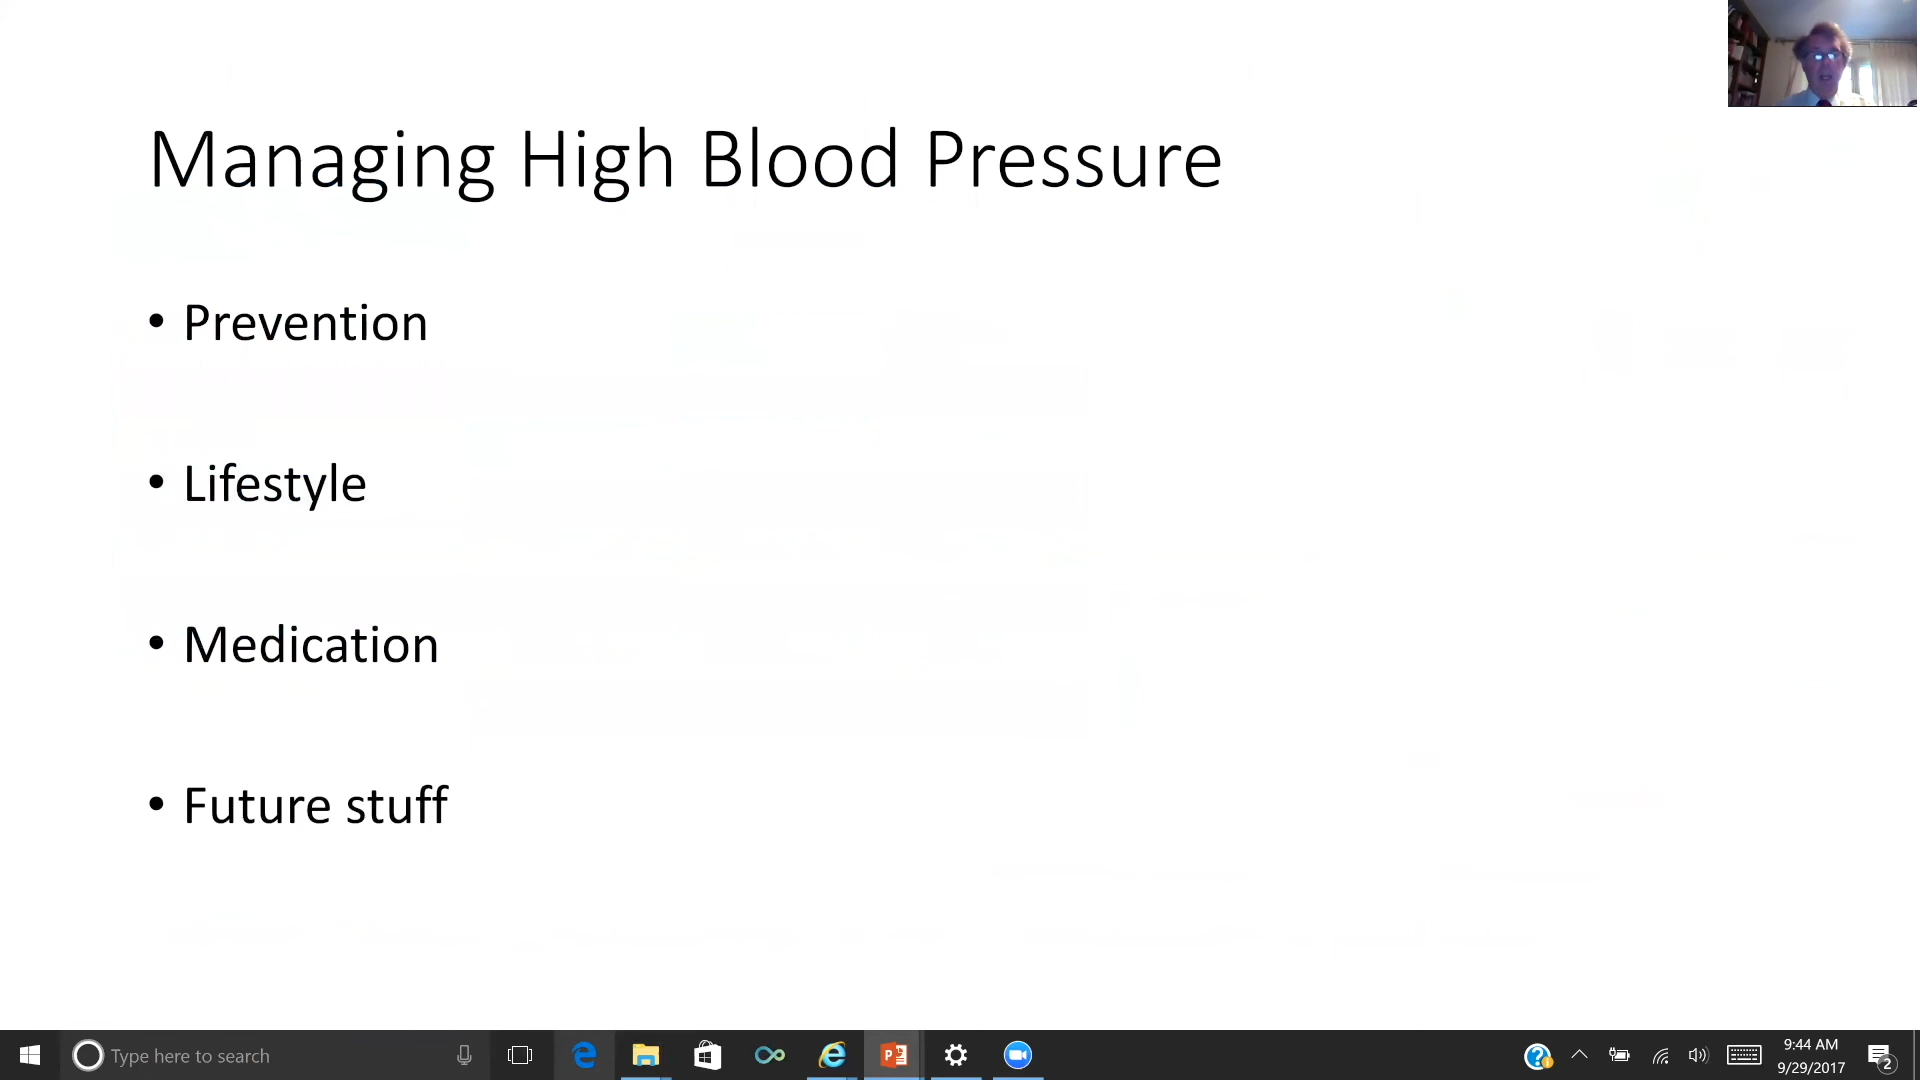 Managing High Blood Pressure
• Prevention
• Lifestyle
• Medication
• Future stuff
Type here to search
9:44 AM
9/29/2017
2